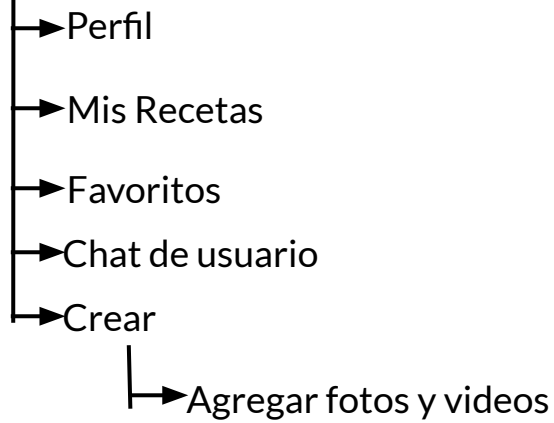 Perfil
Mis Recetas
Favoritos
Chat de usuario
Crear
Agregar fotos y videos